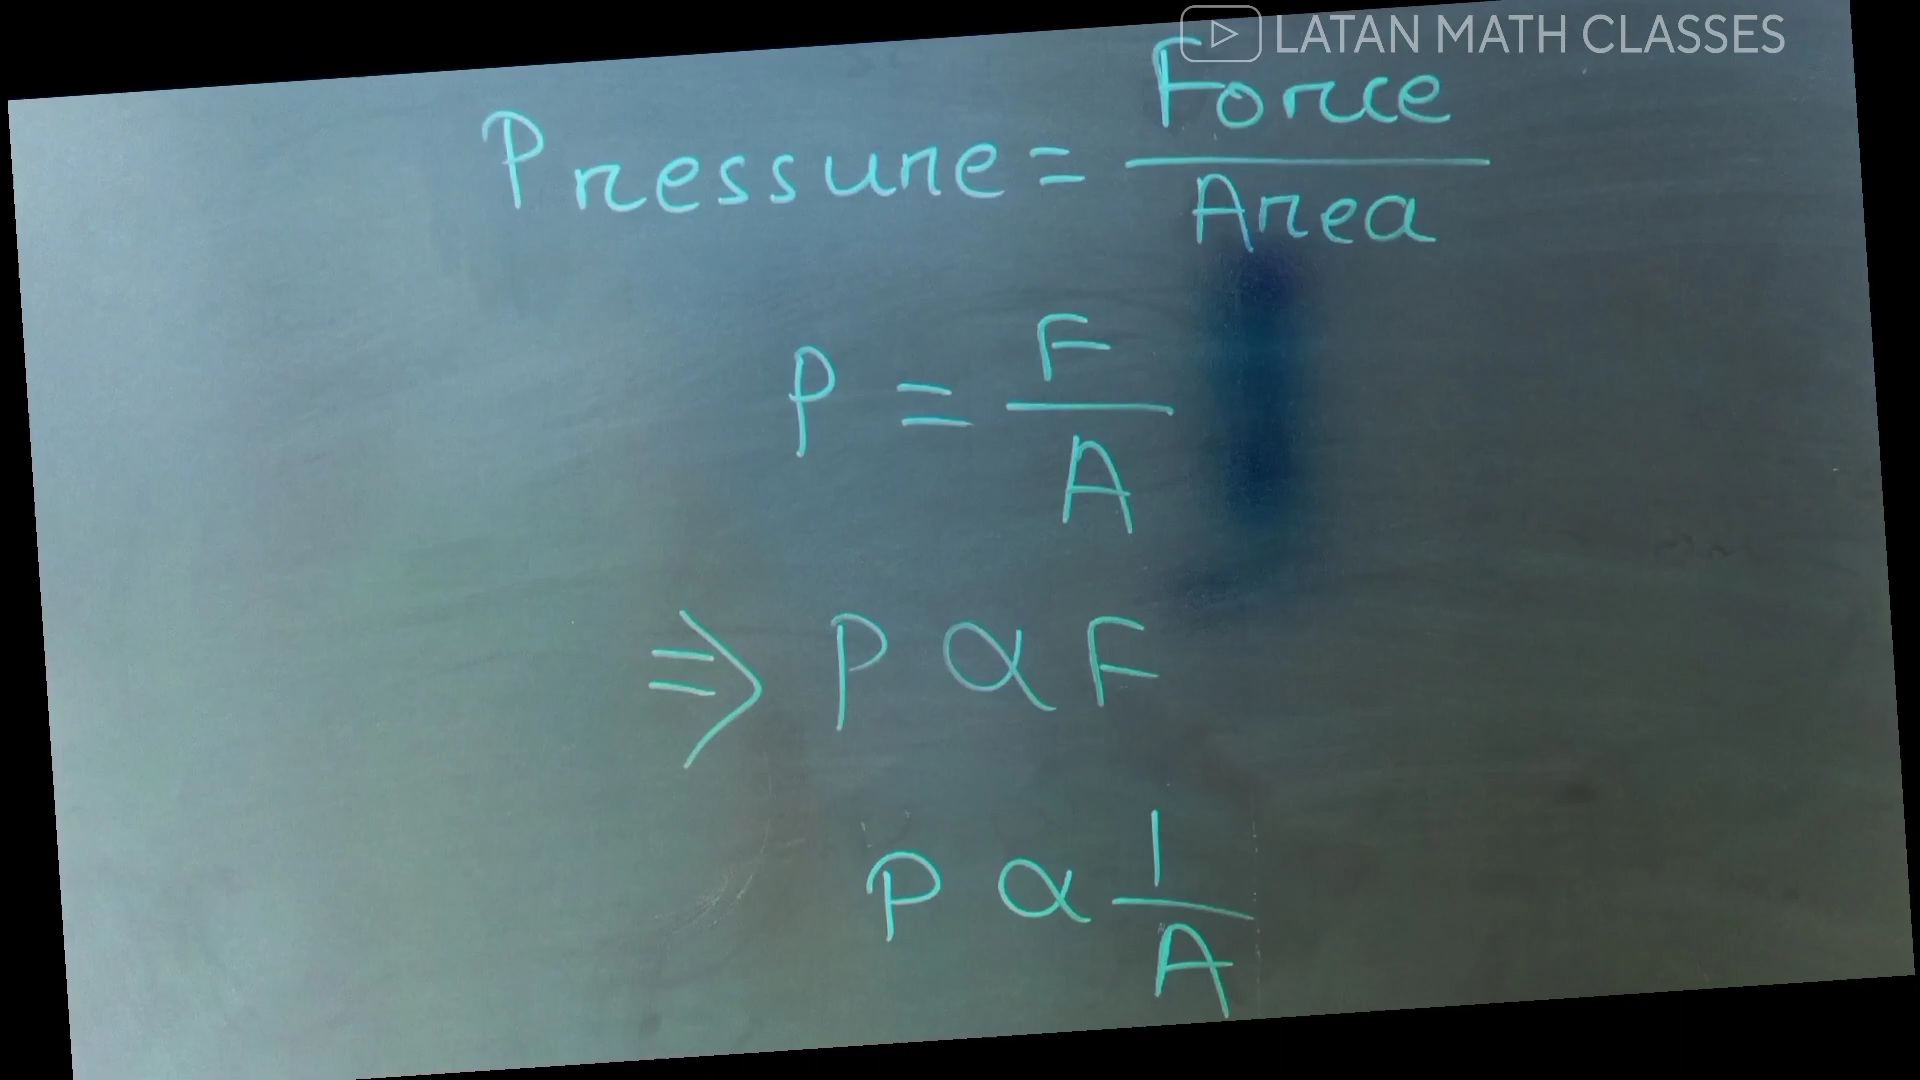 LATAN MATH CLASSES
Pressure = Force / Area
P = F / A
⇒ P ∝ F
P ∝ 1 / A